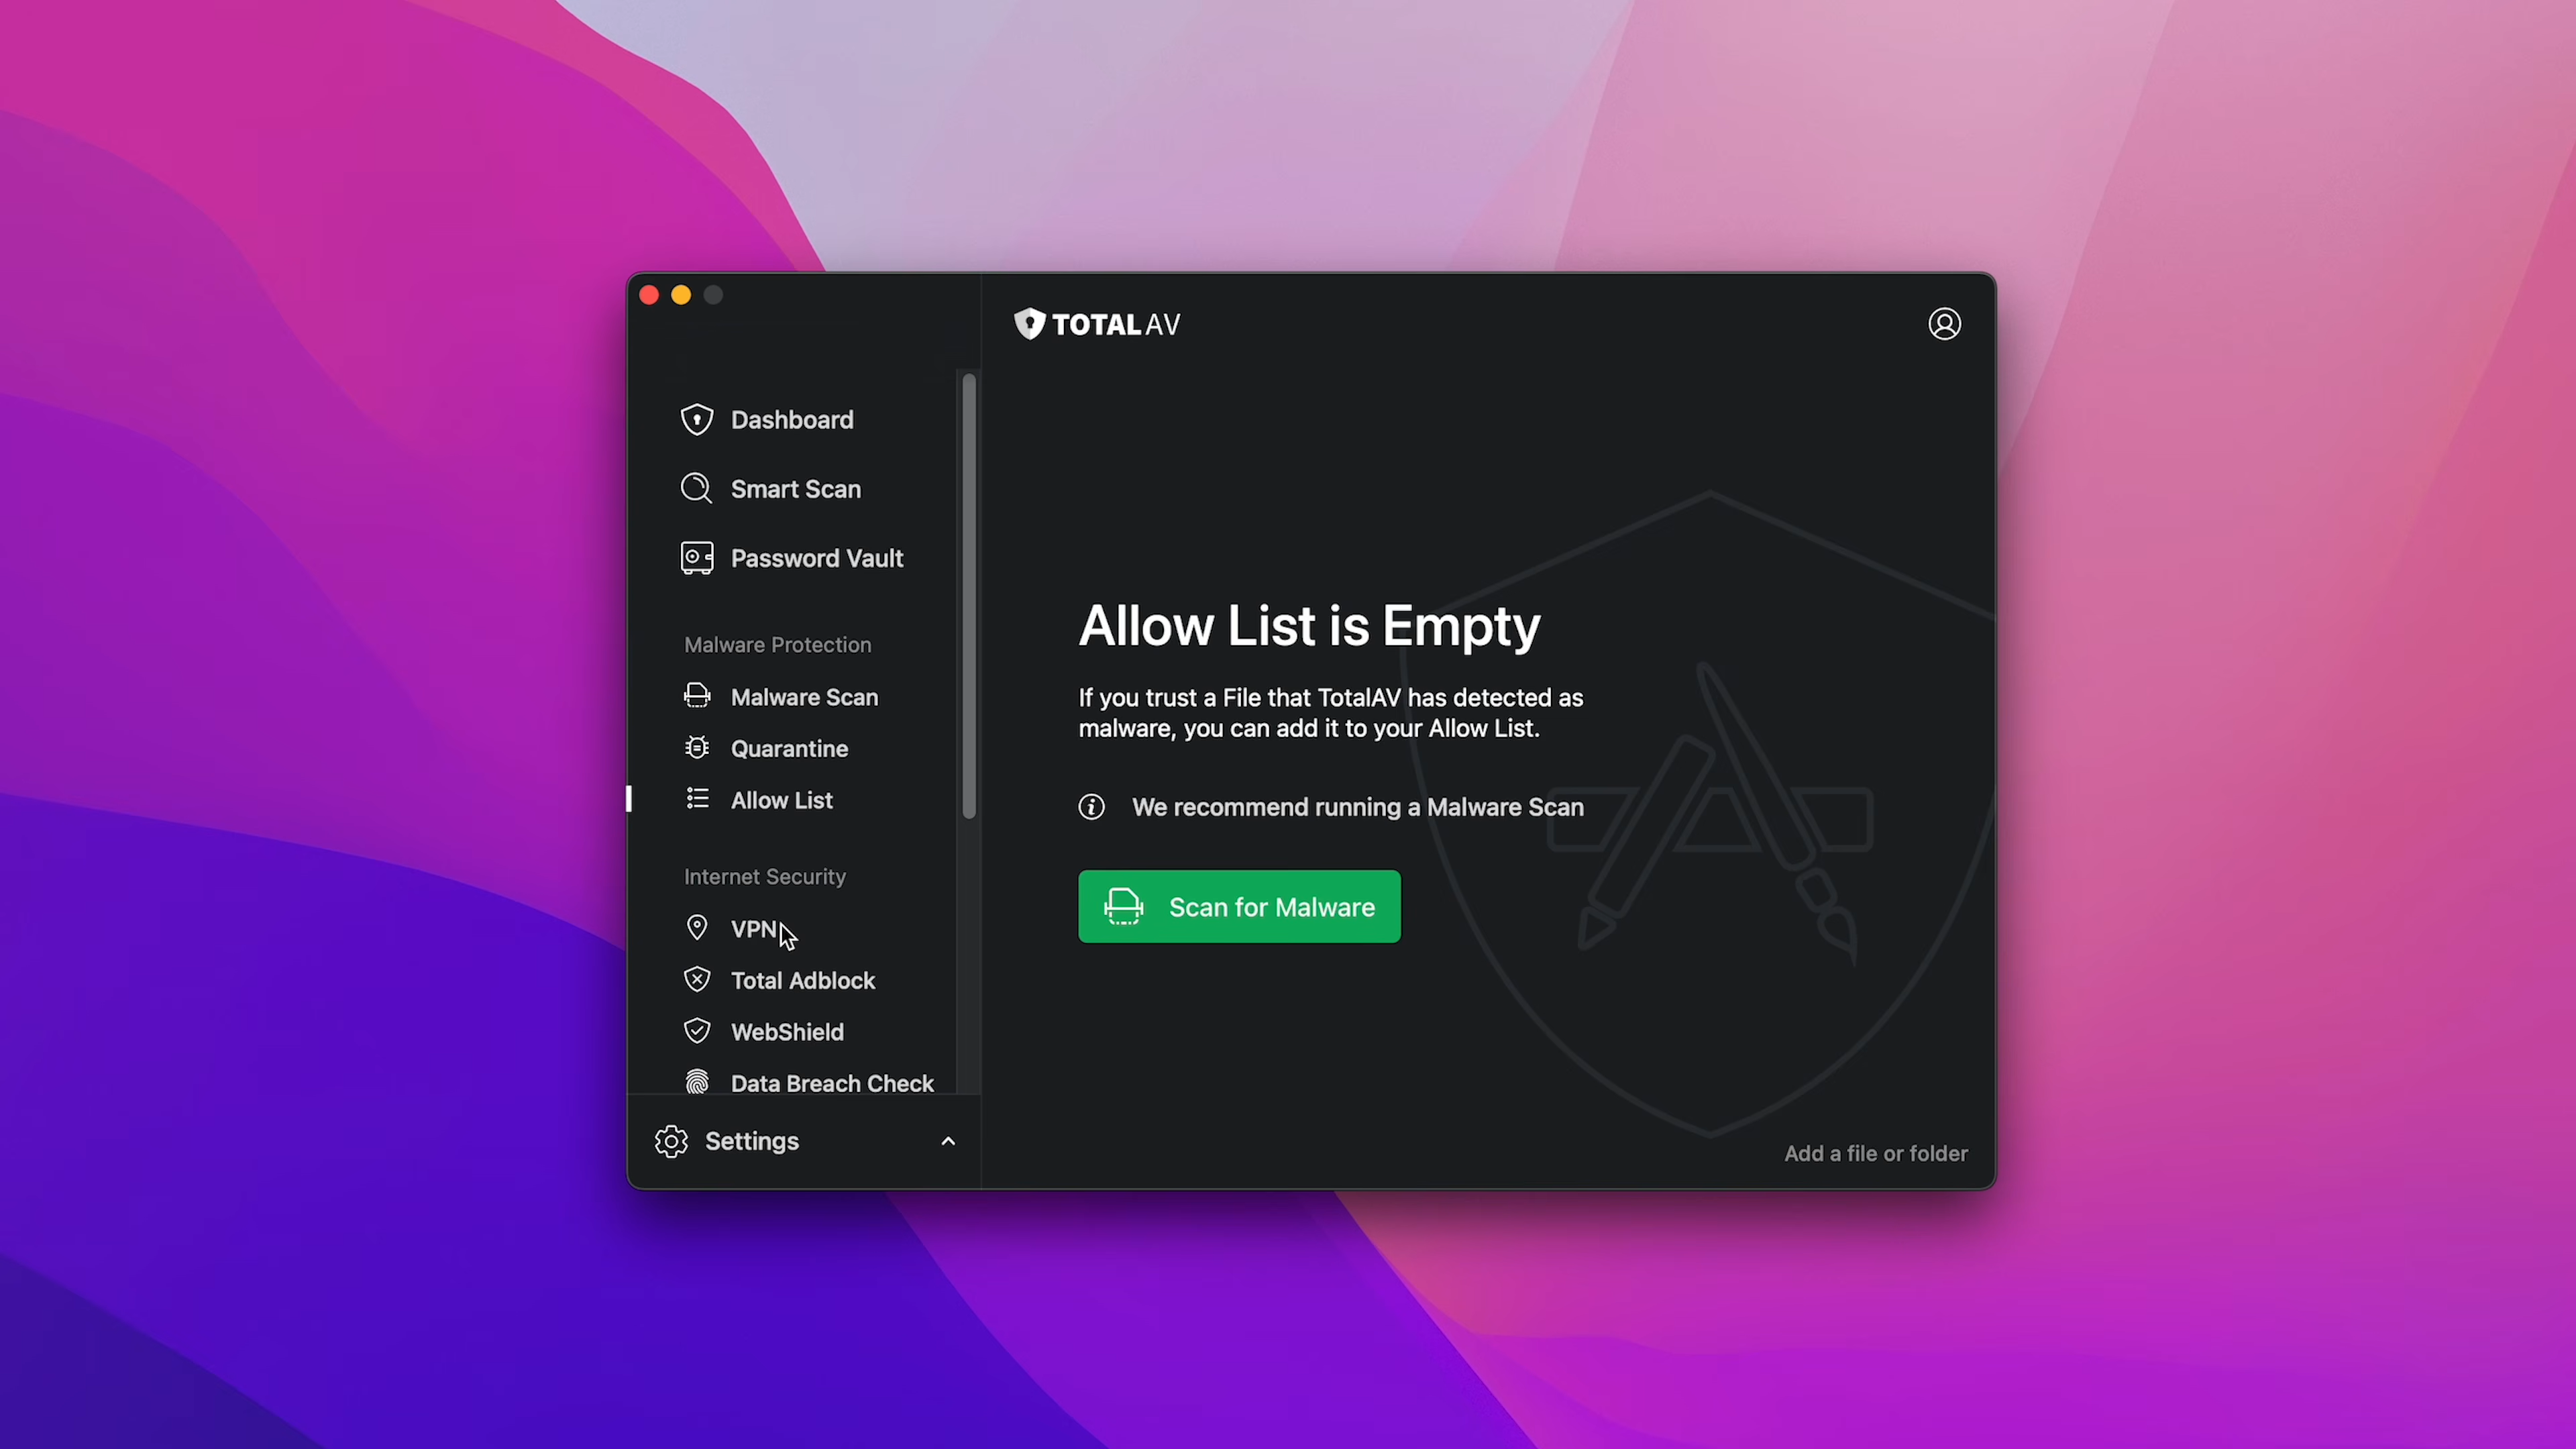 TOTALAV
Dashboard
Smart Scan
Password Vault
Malware Protection
Malware Scan
Quarantine
Allow List
Internet Security
VPN
Total Adblock
WebShield
Data Breach Check
Settings
Allow List is Empty
If you trust a File that TotalAV has detected as
malware, you can add it to your Allow List.
We recommend running a Malware Scan
Scan for Malware
Add a file or folder